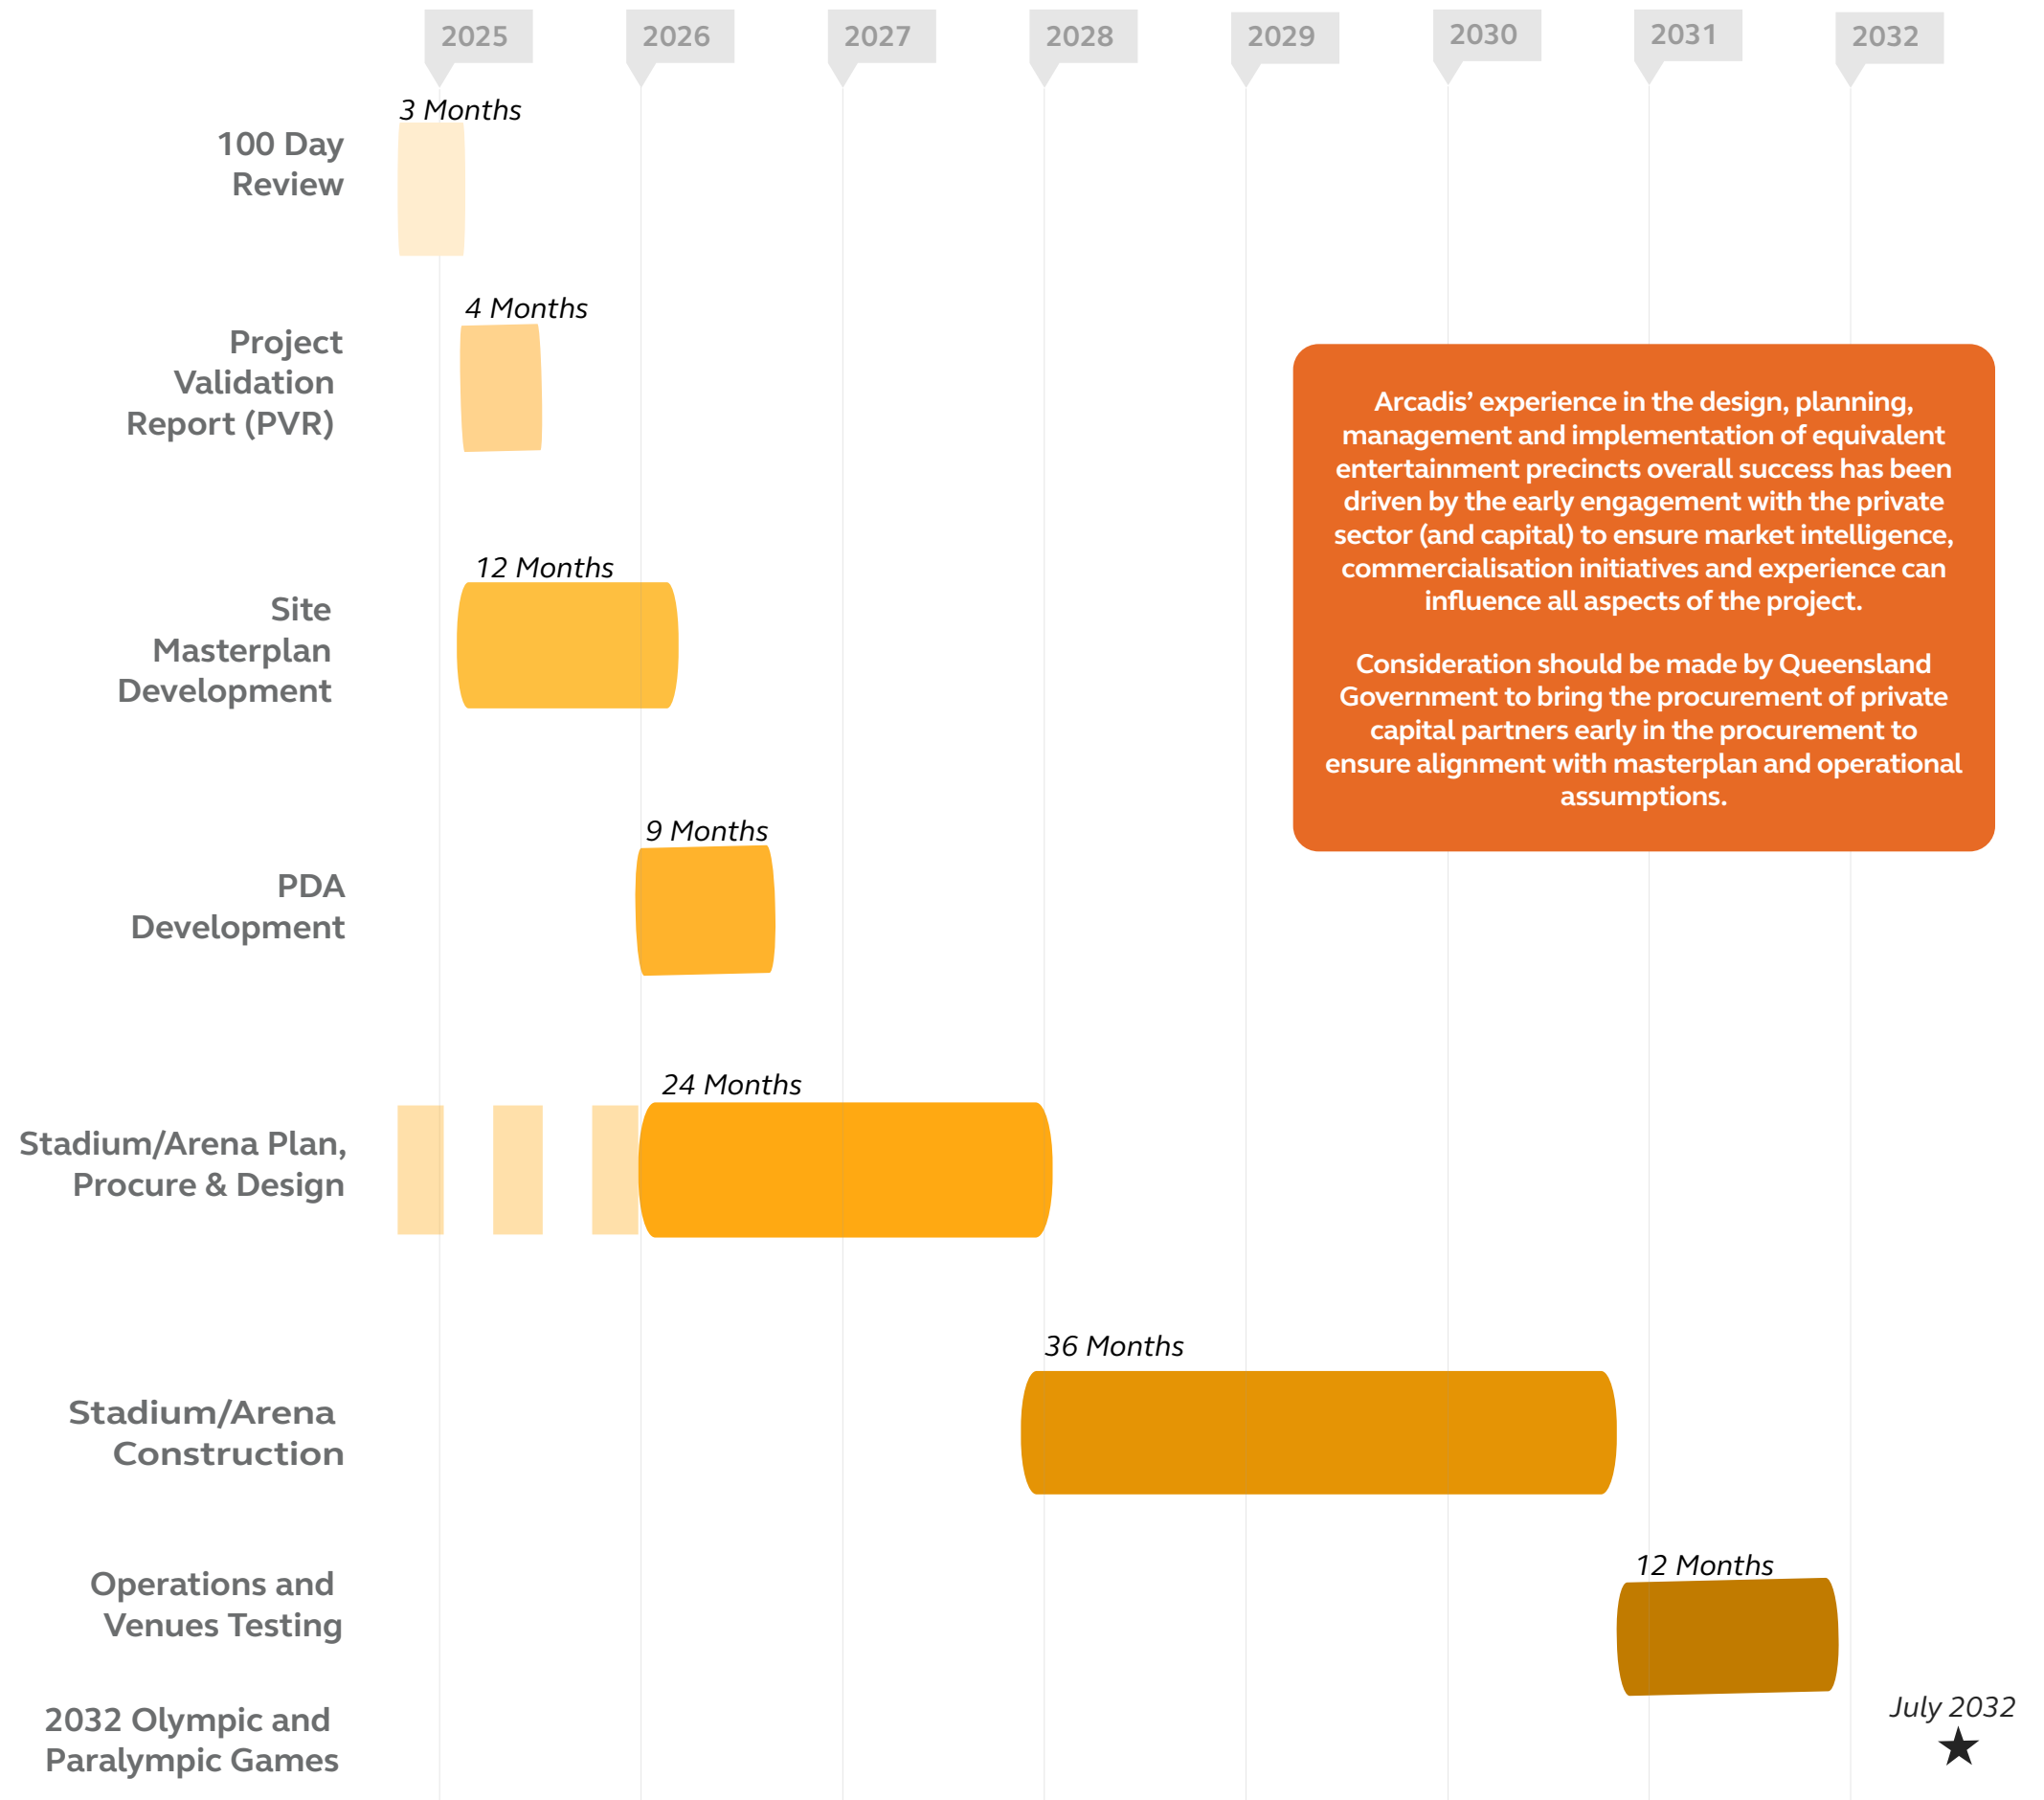 2025 2026 2027 2028 2029 2030 2031 2032
3 Months
100 Day
Review
4 Months
Project
Validation
Report (PVR)
Arcadis’ experience in the design, planning,
management and implementation of equivalent
entertainment precincts overall success has been
driven by the early engagement with the private
sector (and capital) to ensure market intelligence,
commercialisation initiatives and experience can
influence all aspects of the project.
Consideration should be made by Queensland
Government to bring the procurement of private
capital partners early in the procurement to
ensure alignment with masterplan and operational
assumptions.
12 Months
Site
Masterplan
Development
9 Months
PDA
Development
24 Months
Stadium/Arena Plan,
Procure & Design
36 Months
Stadium/Arena
Construction
12 Months
Operations and
Venues Testing
July 2032
2032 Olympic and
Paralympic Games